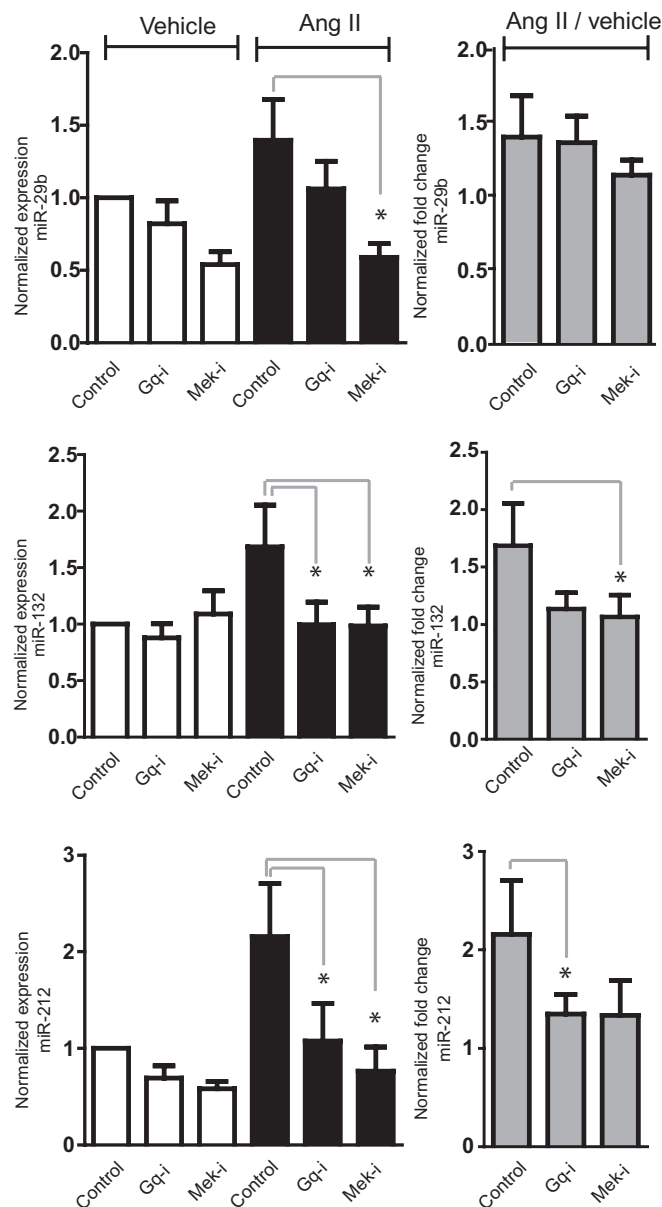 Vehicle
Ang II
Ang II / vehicle
Normalized expression
miR-29b
2.0
1.5
1.0
0.5
0.0
Control
Gq-i
Mek-i
Control
Gq-i
Mek-i
*
Normalized fold change
miR-29b
2.0
1.5
1.0
0.5
0.0
Control
Gq-i
Mek-i
Normalized expression
miR-132
2.5
2.0
1.5
1.0
0.5
0.0
Control
Gq-i
Mek-i
Control
Gq-i
Mek-i
*
*
Normalized fold change
miR-132
2.5
2.0
1.5
1.0
0.5
0.0
Control
Gq-i
Mek-i
*
Normalized expression
miR-212
3
2
1
0
Control
Gq-i
Mek-i
Control
Gq-i
Mek-i
*
*
Normalized fold change
miR-212
3
2
1
0
Control
Gq-i
Mek-i
*